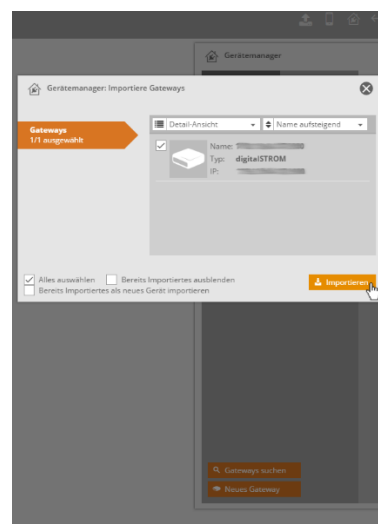 Gerätemanager
Gerätemanager: Importiere Gateways
Gateways
1/1 ausgewählt
Detail-Ansicht
Name aufsteigend
Name:
Typ: digitalSTROM
IP:
Alles auswählen Bereits Importiertes ausblenden
Bereits Importiertes als neues Gerät importieren
Importieren
Gateways suchen
Neues Gateway